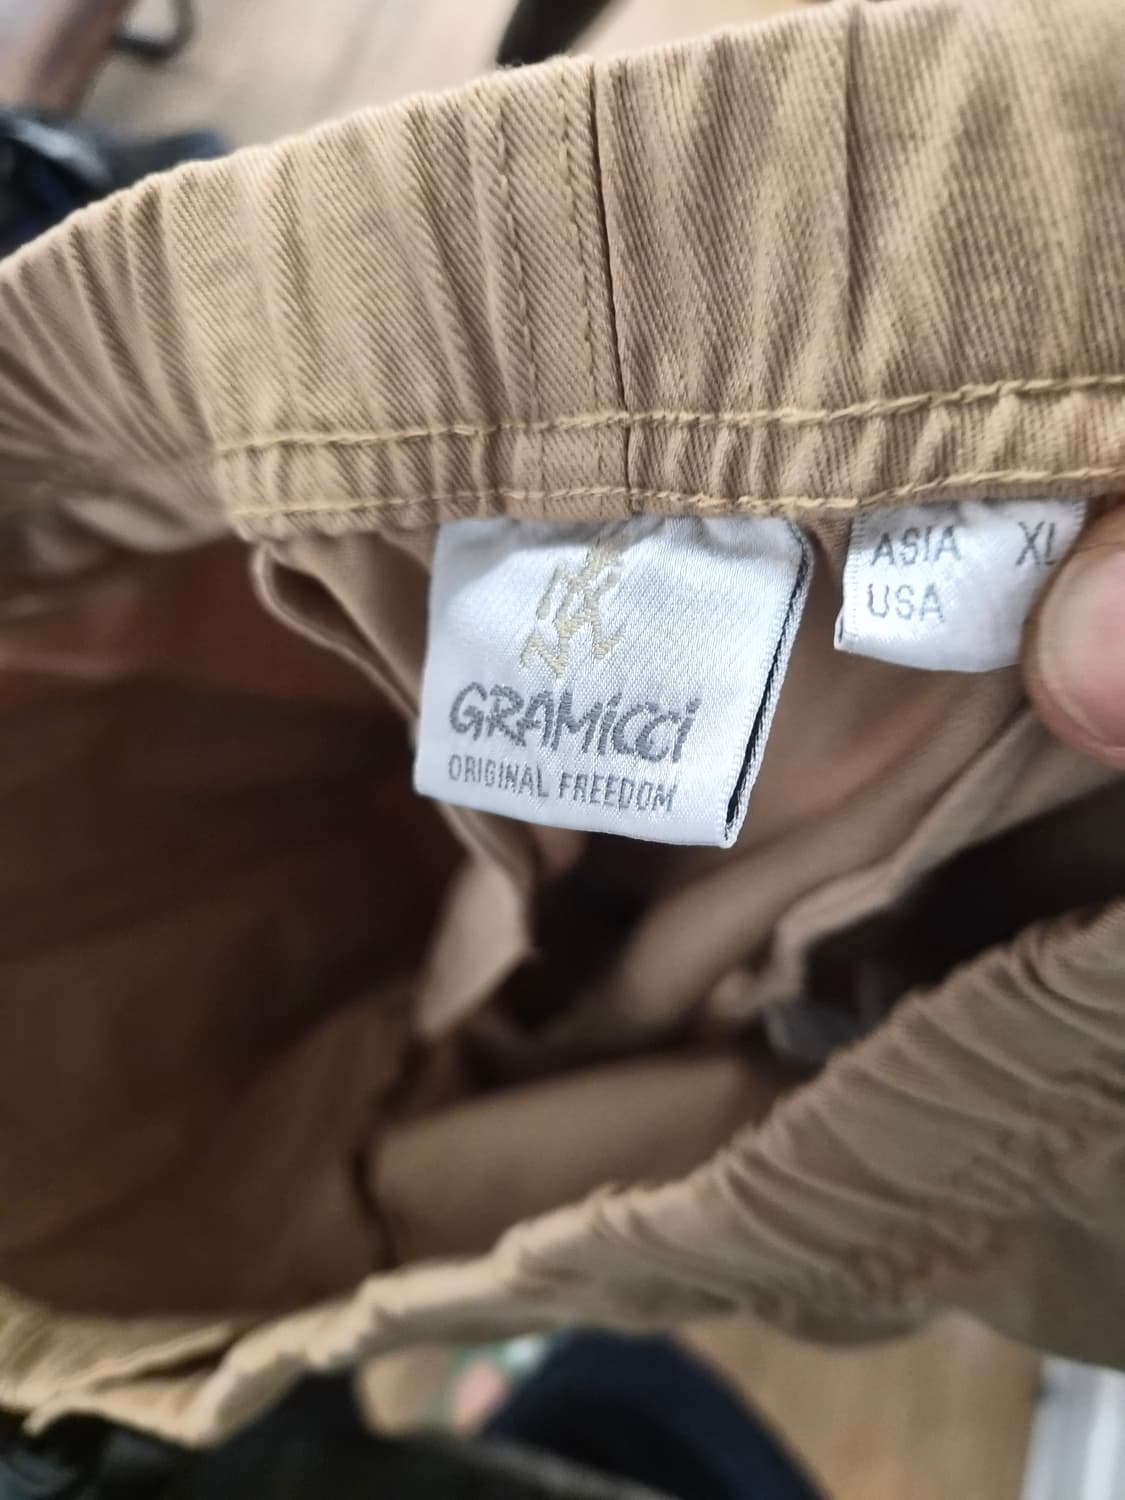 GRAMiCCi
ORIGINAL FREEDOM
ASIA XL
USA